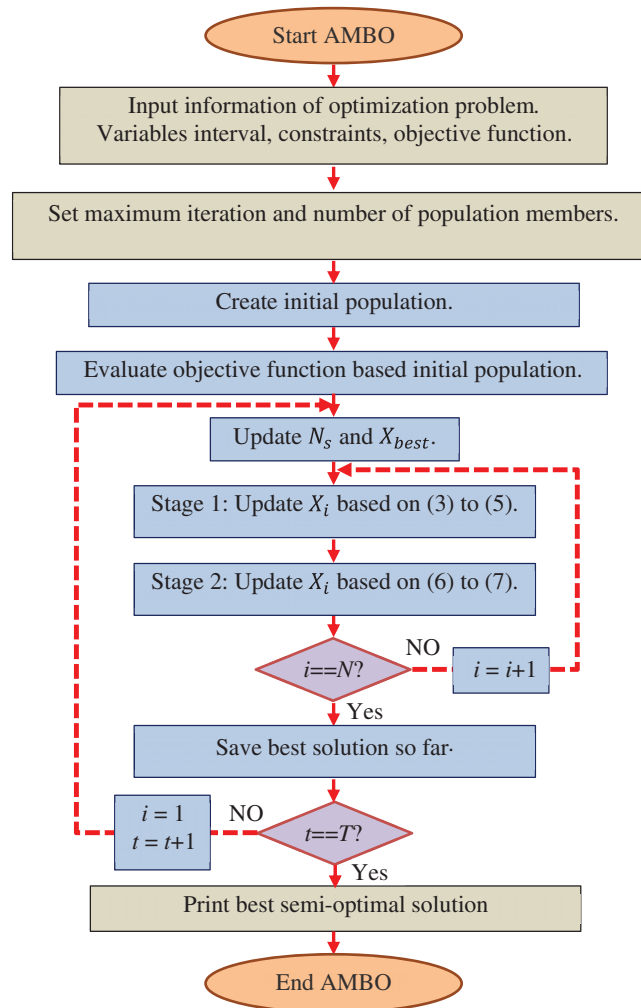 Start AMBO
Input information of optimization problem.
Variables interval, constraints, objective function.
Set maximum iteration and number of population members.
Create initial population.
Evaluate objective function based initial population.
Update N_s and X_best.
Stage 1: Update X_i based on (3) to (5).
Stage 2: Update X_i based on (6) to (7).
i==N?
NO
i = i+1
Yes
Save best solution so far.
i = 1
t = t+1
NO
t==T?
Yes
Print best semi-optimal solution
End AMBO